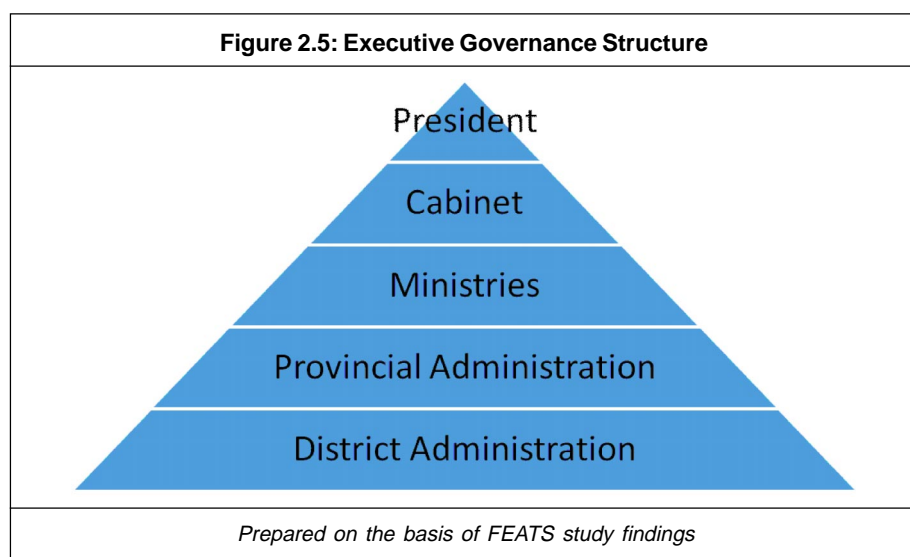 Figure 2.5: Executive Governance Structure
President
Cabinet
Ministries
Provincial Administration
District Administration
Prepared on the basis of FEATS study findings